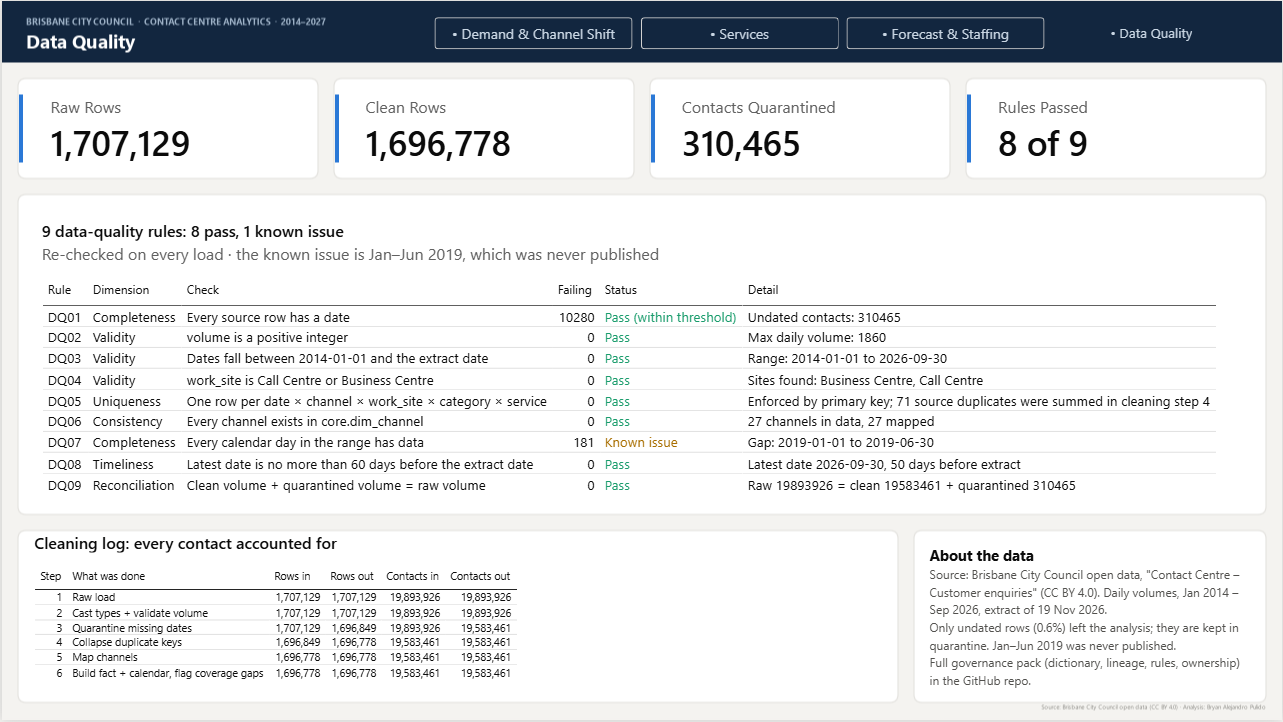 BRISBANE CITY COUNCIL · CONTACT CENTRE ANALYTICS · 2014–2027
Data Quality
• Demand & Channel Shift
• Services
• Forecast & Staffing
• Data Quality
Raw Rows
1,707,129
Clean Rows
1,696,778
Contacts Quarantined
310,465
Rules Passed
8 of 9
9 data-quality rules: 8 pass, 1 known issue
Re-checked on every load · the known issue is Jan–Jun 2019, which was never published
Rule Dimension Check Failing Status Detail
DQ01 Completeness Every source row has a date 10280 Pass (within threshold) Undated contacts: 310465
DQ02 Validity volume is a positive integer 0 Pass Max daily volume: 1860
DQ03 Validity Dates fall between 2014-01-01 and the extract date 0 Pass Range: 2014-01-01 to 2026-09-30
DQ04 Validity work_site is Call Centre or Business Centre 0 Pass Sites found: Business Centre, Call Centre
DQ05 Uniqueness One row per date × channel × work_site × category × service 0 Pass Enforced by primary key; 71 source duplicates were summed in cleaning step 4
DQ06 Consistency Every channel exists in core.dim_channel 0 Pass 27 channels in data, 27 mapped
DQ07 Completeness Every calendar day in the range has data 181 Known issue Gap: 2019-01-01 to 2019-06-30
DQ08 Timeliness Latest date is no more than 60 days before the extract date 0 Pass Latest date 2026-09-30, 50 days before extract
DQ09 Reconciliation Clean volume + quarantined volume = raw volume 0 Pass Raw 19893926 = clean 19583461 + quarantined 310465
Cleaning log: every contact accounted for
Step What was done Rows in Rows out Contacts in Contacts out
1 Raw load 1,707,129 1,707,129 19,893,926 19,893,926
2 Cast types + validate volume 1,707,129 1,707,129 19,893,926 19,893,926
3 Quarantine missing dates 1,707,129 1,696,849 19,893,926 19,583,461
4 Collapse duplicate keys 1,696,849 1,696,778 19,583,461 19,583,461
5 Map channels 1,696,778 1,696,778 19,583,461 19,583,461
6 Build fact + calendar, flag coverage gaps 1,696,778 1,696,778 19,583,461 19,583,461
About the data
Source: Brisbane City Council open data, "Contact Centre –
Customer enquiries" (CC BY 4.0). Daily volumes, Jan 2014 –
Sep 2026, extract of 19 Nov 2026.
Only undated rows (0.6%) left the analysis; they are kept in
quarantine. Jan–Jun 2019 was never published.
Full governance pack (dictionary, lineage, rules, ownership)
in the GitHub repo.
Source: Brisbane City Council open data (CC BY 4.0) · Analysis: Bryan Alejandro Pulido